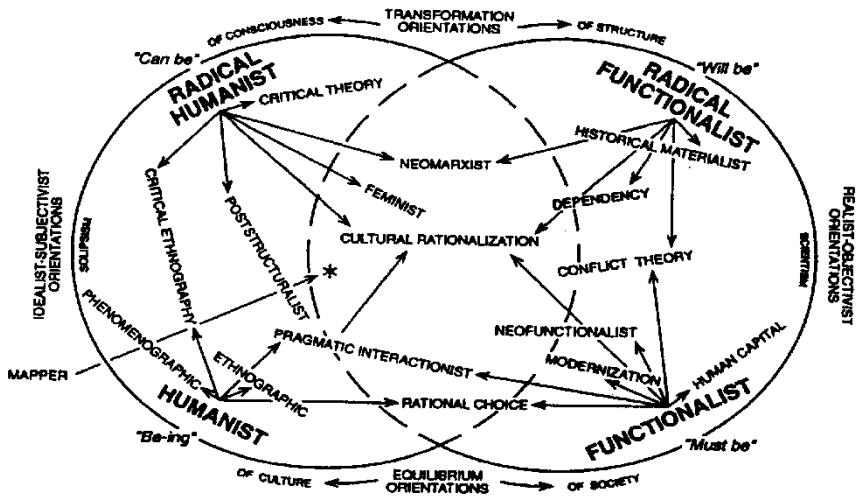 TRANSFORMATION
ORIENTATIONS
OF CONSCIOUSNESS
OF STRUCTURE
"Can be"
"Will be"
RADICAL
HUMANIST
RADICAL
FUNCTIONALIST
CRITICAL THEORY
HISTORICAL MATERIALIST
NEOMARXIST
FEMINIST
DEPENDENCY
CRITICAL ETHNOGRAPHY
POSTSTRUCTURALIST
CULTURAL RATIONALIZATION
CONFLICT THEORY
IDEALIST-SUBJECTIVIST
ORIENTATIONS
SOLIPSISM
SCIENTISM
REALIST-OBJECTIVIST
ORIENTATIONS
*
PHENOMENOGRAPHIC
MAPPER
ETHNOGRAPHIC
PRAGMATIC INTERACTIONIST
NEOFUNCTIONALIST
MODERNIZATION
HUMAN CAPITAL
RATIONAL CHOICE
HUMANIST
FUNCTIONALIST
"Be-ing"
"Must be"
OF CULTURE
EQUILIBRIUM
ORIENTATIONS
OF SOCIETY